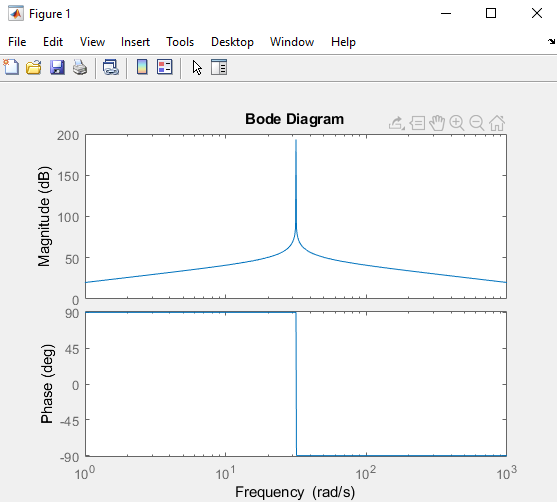 Figure 1
File Edit View Insert Tools Desktop Window Help
Bode Diagram
Magnitude (dB)
200
150
100
50
0
Phase (deg)
90
45
0
-45
-90
10^0 10^1 10^2 10^3
Frequency (rad/s)